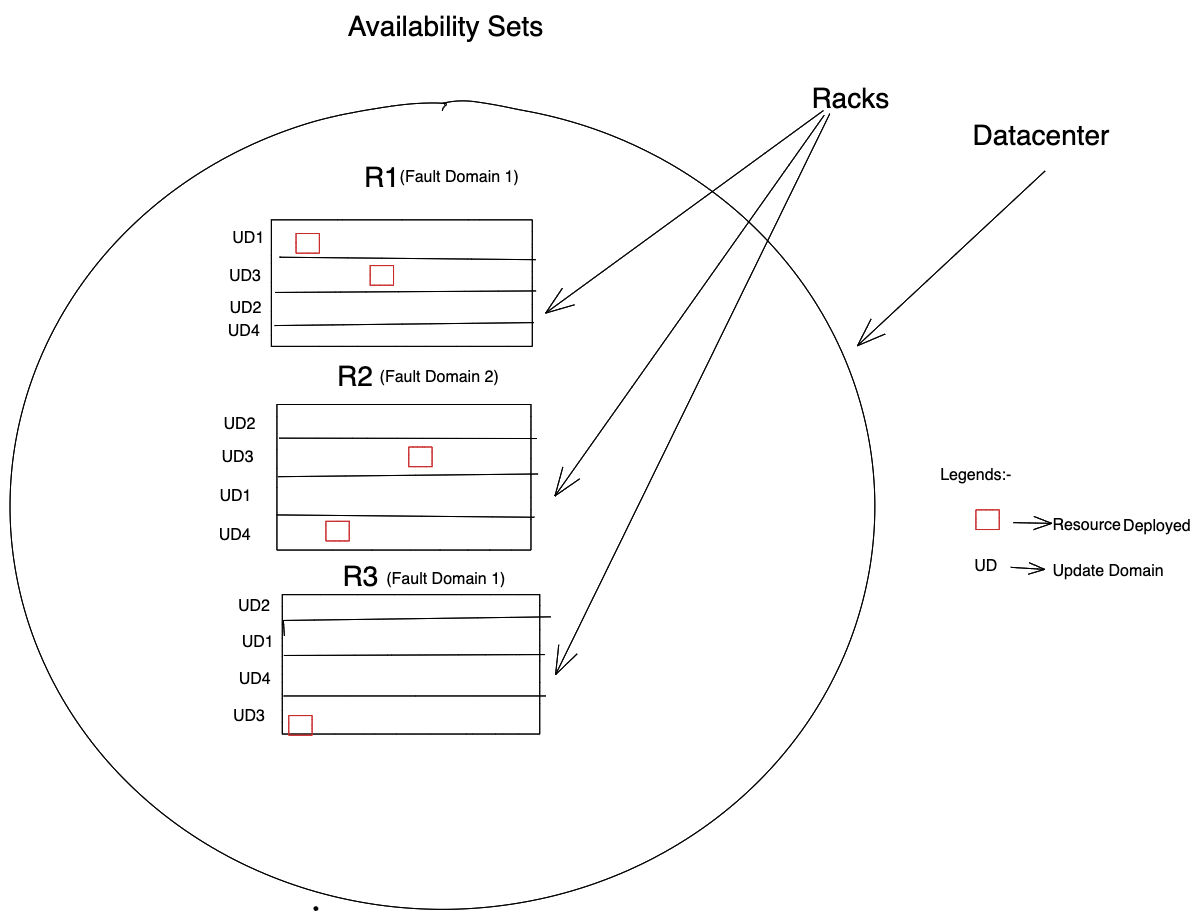 Availability Sets
Racks
Datacenter
R1 (Fault Domain 1)
UD1
UD3
UD2
UD4
R2 (Fault Domain 2)
UD2
UD3
UD1
UD4
R3 (Fault Domain 1)
UD2
UD1
UD4
UD3
Legends:-
Resource Deployed
UD Update Domain